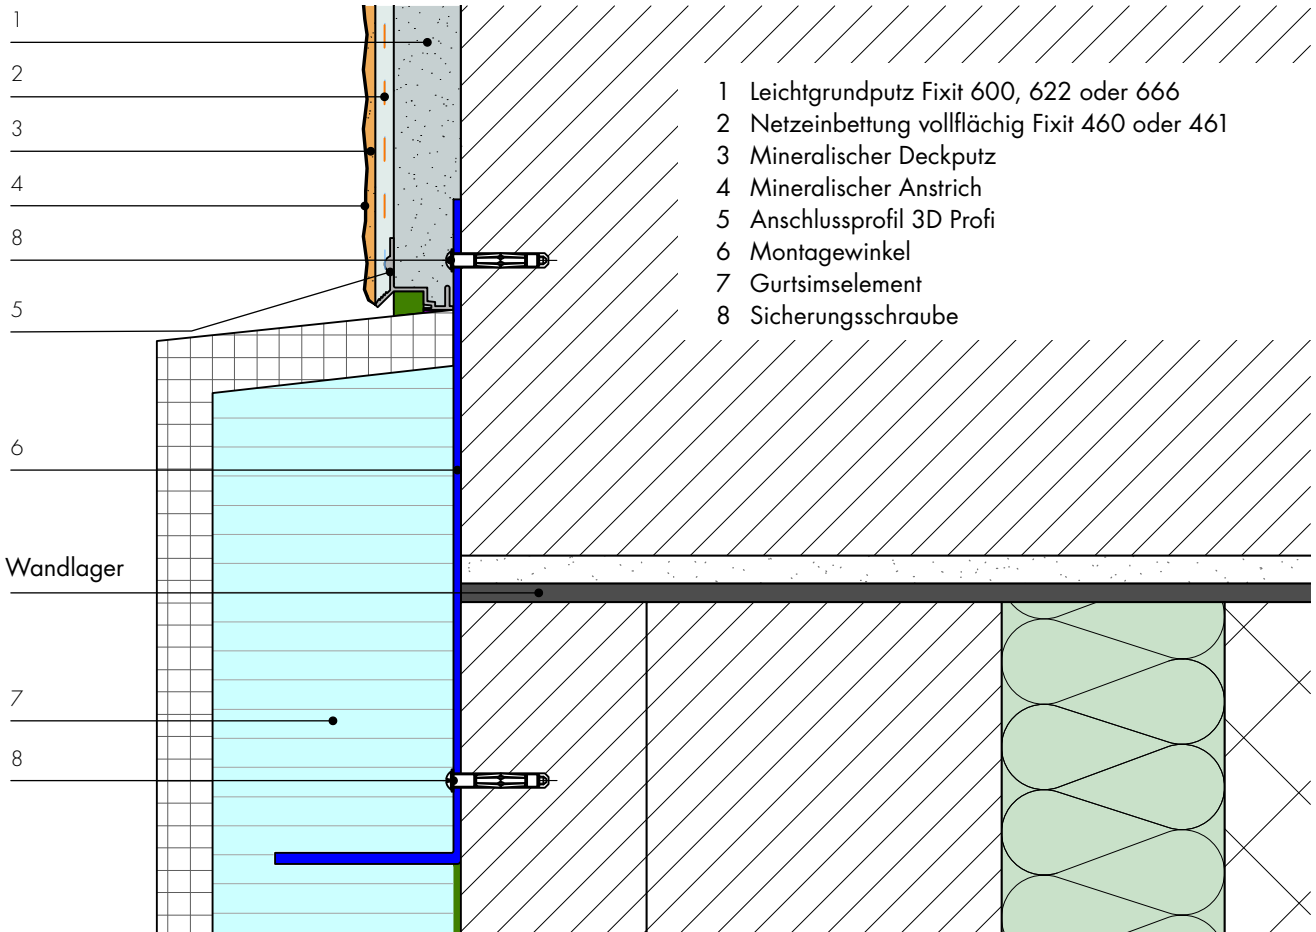 1
2
3
4
8
5
6
Wandlager
7
8
1 Leichtgrundputz Fixit 600, 622 oder 666
2 Netzeinbettung vollflächig Fixit 460 oder 461
3 Mineralischer Deckputz
4 Mineralischer Anstrich
5 Anschlussprofil 3D Profi
6 Montagewinkel
7 Gurtsimselement
8 Sicherungsschraube